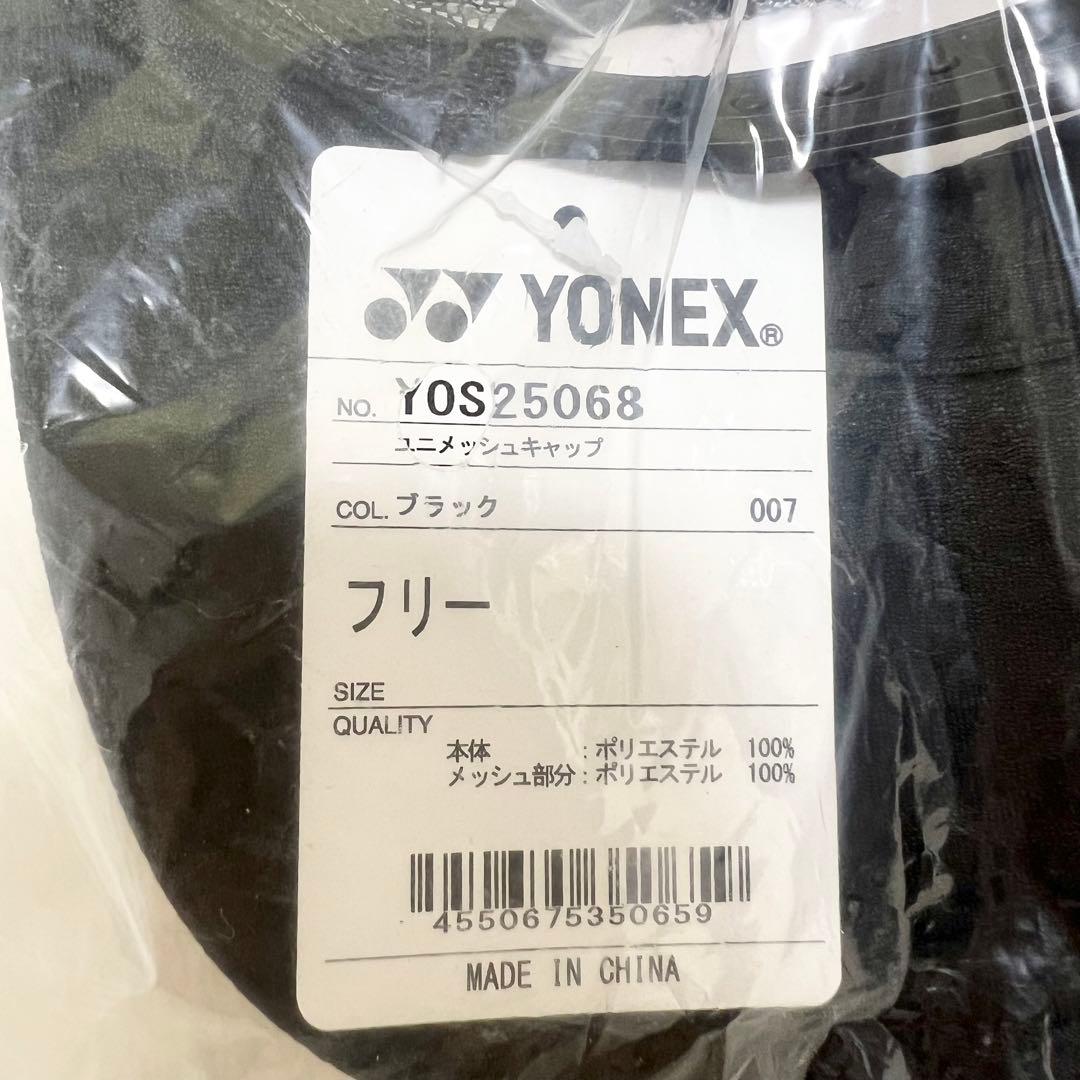 YONEX®
NO. YOS25068
ユニメッシュキャップ
COL. ブラック 007
フリー
SIZE
QUALITY
本体 : ポリエステル 100%
メッシュ部分 : ポリエステル 100%
4550675350659
MADE IN CHINA